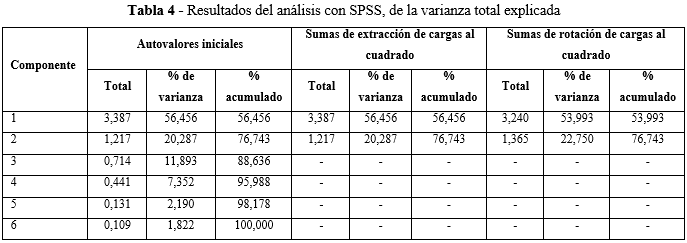 Tabla 4 - Resultados del análisis con SPSS, de la varianza total explicada
Componente | Autovalores iniciales | Sumas de extracción de cargas al cuadrado | Sumas de rotación de cargas al cuadrado
Total | % de varianza | % acumulado | Total | % de varianza | % acumulado | Total | % de varianza | % acumulado
1 | 3,387 | 56,456 | 56,456 | 3,387 | 56,456 | 56,456 | 3,240 | 53,993 | 53,993
2 | 1,217 | 20,287 | 76,743 | 1,217 | 20,287 | 76,743 | 1,365 | 22,750 | 76,743
3 | 0,714 | 11,893 | 88,636 | - | - | - | - | - | -
4 | 0,441 | 7,352 | 95,988 | - | - | - | - | - | -
5 | 0,131 | 2,190 | 98,178 | - | - | - | - | - | -
6 | 0,109 | 1,822 | 100,000 | - | - | - | - | - | -